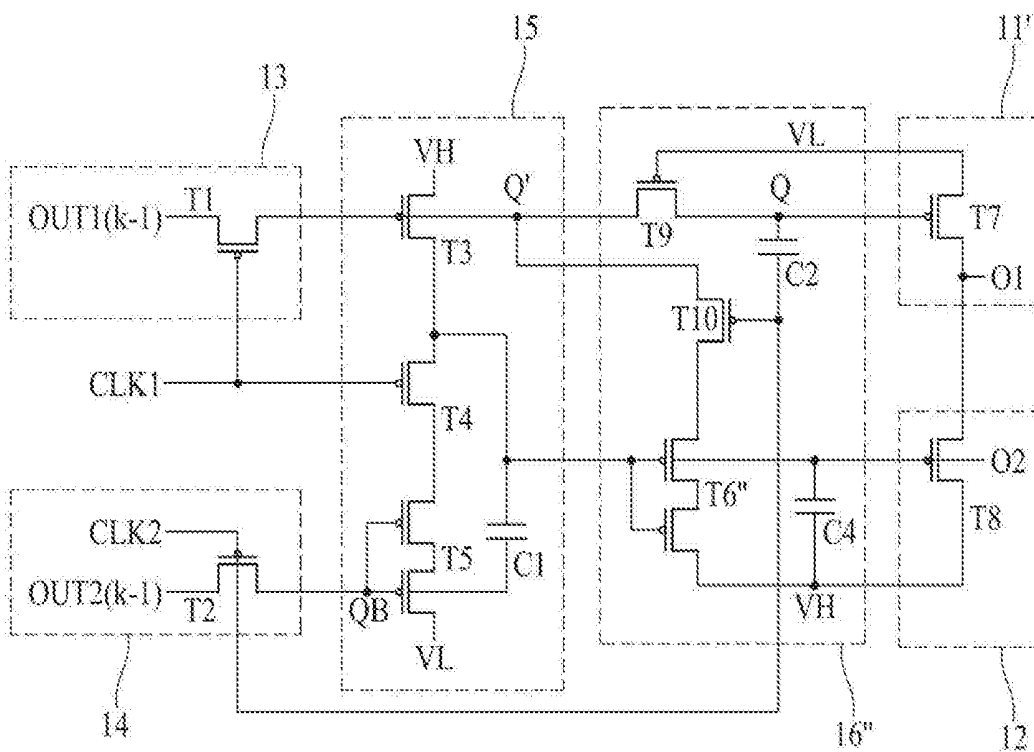 15
11'
13
VH
VL
OUT1(k-1)
T1
Q'
Q
T3
T9
T7
C2
O1
T10
CLK1
T4
O2
CLK2
T6"
T8
C4
T5
C1
OUT2(k-1)
T2
QB
VH
VL
14
16"
12